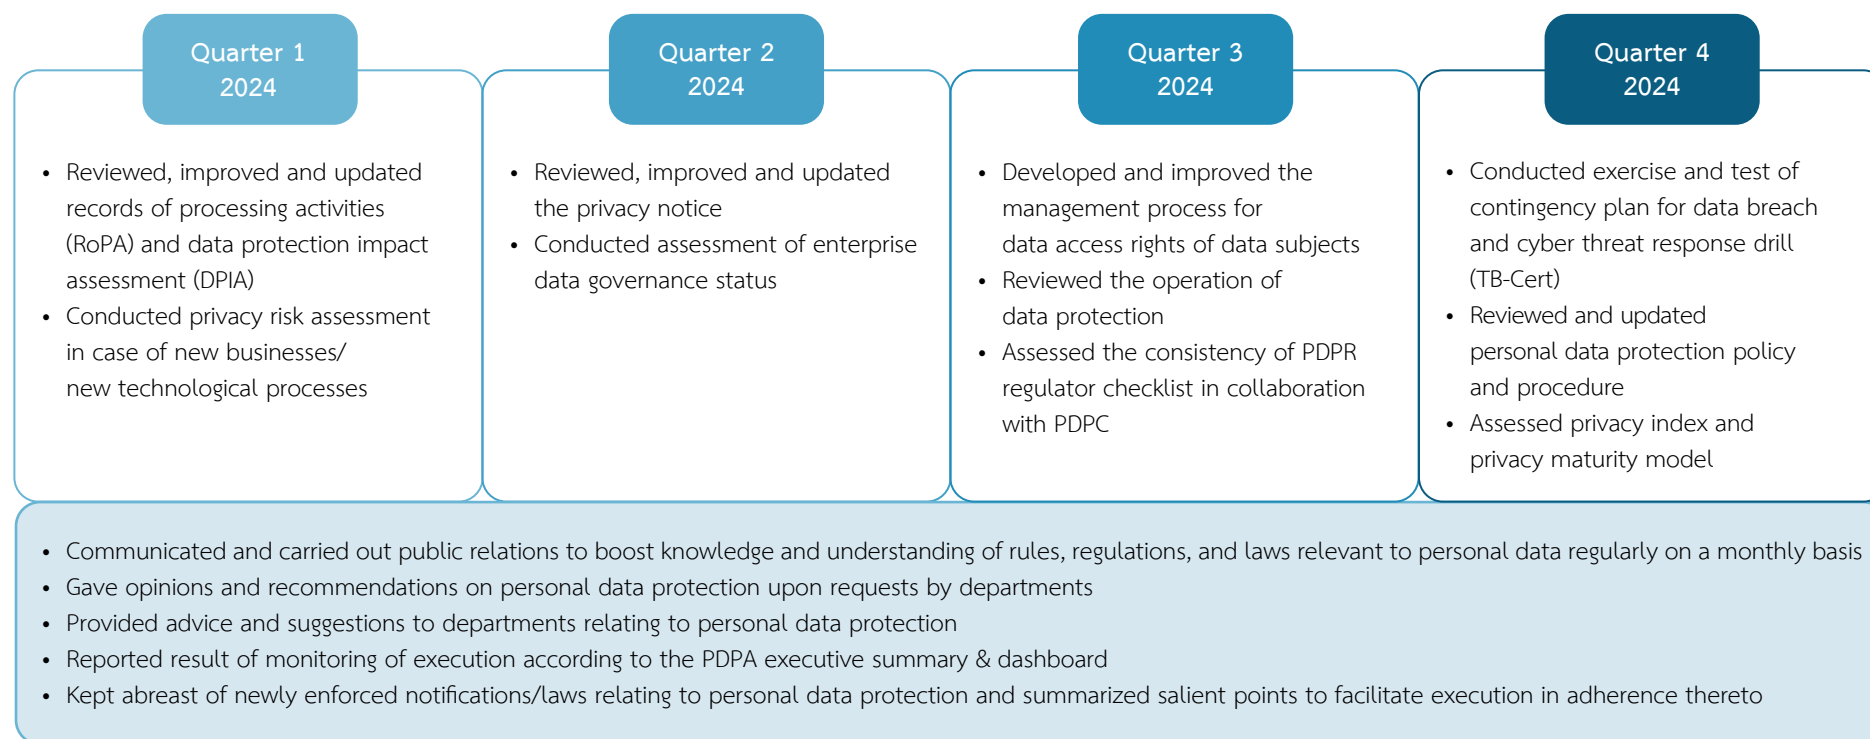 Quarter 1
2024
• Reviewed, improved and updated
records of processing activities
(RoPA) and data protection impact
assessment (DPIA)
• Conducted privacy risk assessment
in case of new businesses/
new technological processes
Quarter 2
2024
• Reviewed, improved and updated
the privacy notice
• Conducted assessment of enterprise
data governance status
Quarter 3
2024
• Developed and improved the
management process for
data access rights of data subjects
• Reviewed the operation of
data protection
• Assessed the consistency of PDPR
regulator checklist in collaboration
with PDPC
Quarter 4
2024
• Conducted exercise and test of
contingency plan for data breach
and cyber threat response drill
(TB-Cert)
• Reviewed and updated
personal data protection policy
and procedure
• Assessed privacy index and
privacy maturity model
• Communicated and carried out public relations to boost knowledge and understanding of rules, regulations, and laws relevant to personal data regularly on a monthly basis
• Gave opinions and recommendations on personal data protection upon requests by departments
• Provided advice and suggestions to departments relating to personal data protection
• Reported result of monitoring of execution according to the PDPA executive summary & dashboard
• Kept abreast of newly enforced notifications/laws relating to personal data protection and summarized salient points to facilitate execution in adherence thereto